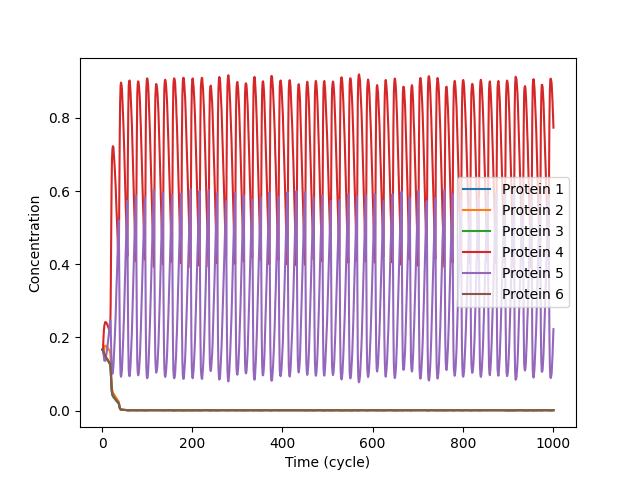 0.8
0.6
0.4
0.2
0.0
Concentration
0
200
400
600
800
1000
Time (cycle)
Protein 1
Protein 2
Protein 3
Protein 4
Protein 5
Protein 6